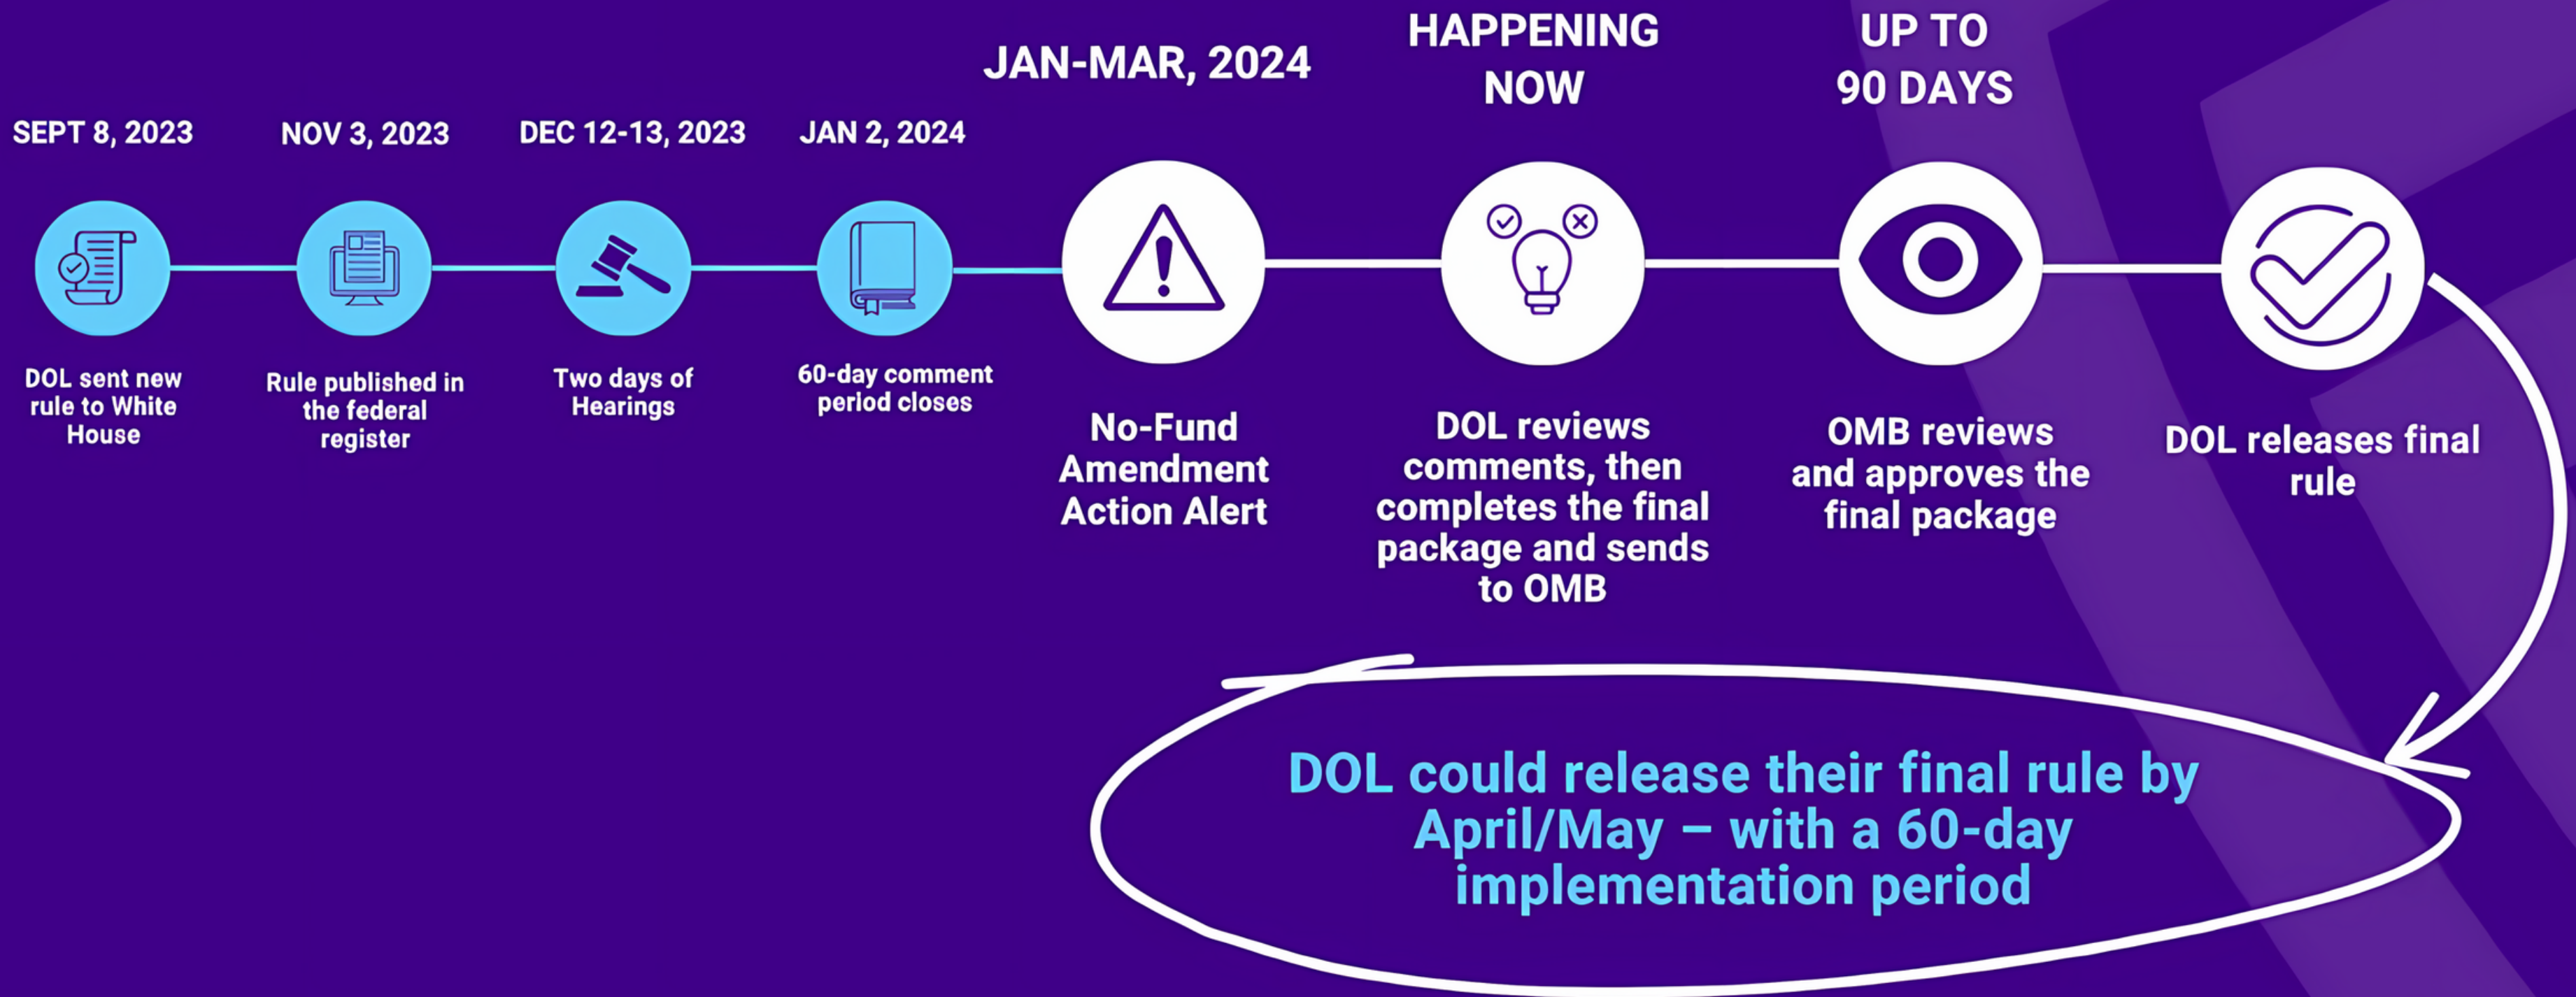 SEPT 8, 2023
DOL sent new
rule to White
House
NOV 3, 2023
Rule published in
the federal
register
DEC 12-13, 2023
Two days of
Hearings
JAN 2, 2024
60-day comment
period closes
JAN-MAR, 2024
No-Fund
Amendment
Action Alert
HAPPENING
NOW
DOL reviews
comments, then
completes the final
package and sends
to OMB
UP TO
90 DAYS
OMB reviews
and approves the
final package
DOL releases final
rule
DOL could release their final rule by
April/May – with a 60-day
implementation period